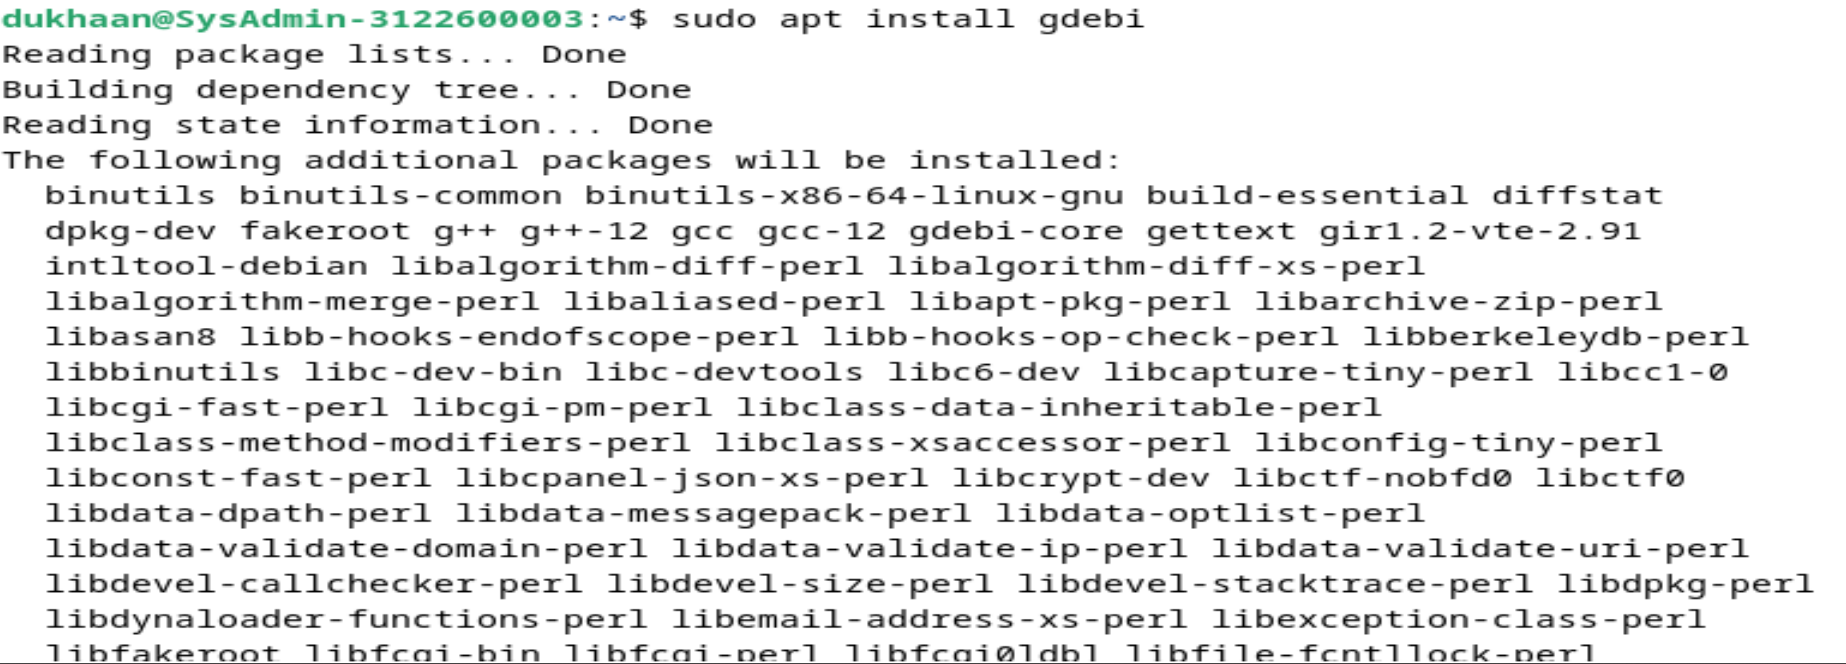 dukhaan@SysAdmin-3122600003:~$ sudo apt install gdebi
Reading package lists... Done
Building dependency tree... Done
Reading state information... Done
The following additional packages will be installed:
  binutils binutils-common binutils-x86-64-linux-gnu build-essential diffstat
  dpkg-dev fakeroot g++ g++-12 gcc gcc-12 gdebi-core gettext gir1.2-vte-2.91
  intltool-debian libalgorithm-diff-perl libalgorithm-diff-xs-perl
  libalgorithm-merge-perl libaliased-perl libapt-pkg-perl libarchive-zip-perl
  libasan8 libb-hooks-endofscope-perl libb-hooks-op-check-perl libberkeleydb-perl
  libbinutils libc-dev-bin libc-devtools libc6-dev libcapture-tiny-perl libcc1-0
  libcgi-fast-perl libcgi-pm-perl libclass-data-inheritable-perl
  libclass-method-modifiers-perl libclass-xsaccessor-perl libconfig-tiny-perl
  libconst-fast-perl libcpanel-json-xs-perl libcrypt-dev libctf-nobfd0 libctf0
  libdata-dpath-perl libdata-messagepack-perl libdata-optlist-perl
  libdata-validate-domain-perl libdata-validate-ip-perl libdata-validate-uri-perl
  libdevel-callchecker-perl libdevel-size-perl libdevel-stacktrace-perl libdpkg-perl
  libdynaloader-functions-perl libemail-address-xs-perl libexception-class-perl
  libfakeroot libfcgi-bin libfcgi-perl libfcgi0ldbl libfile-fcntllock-perl